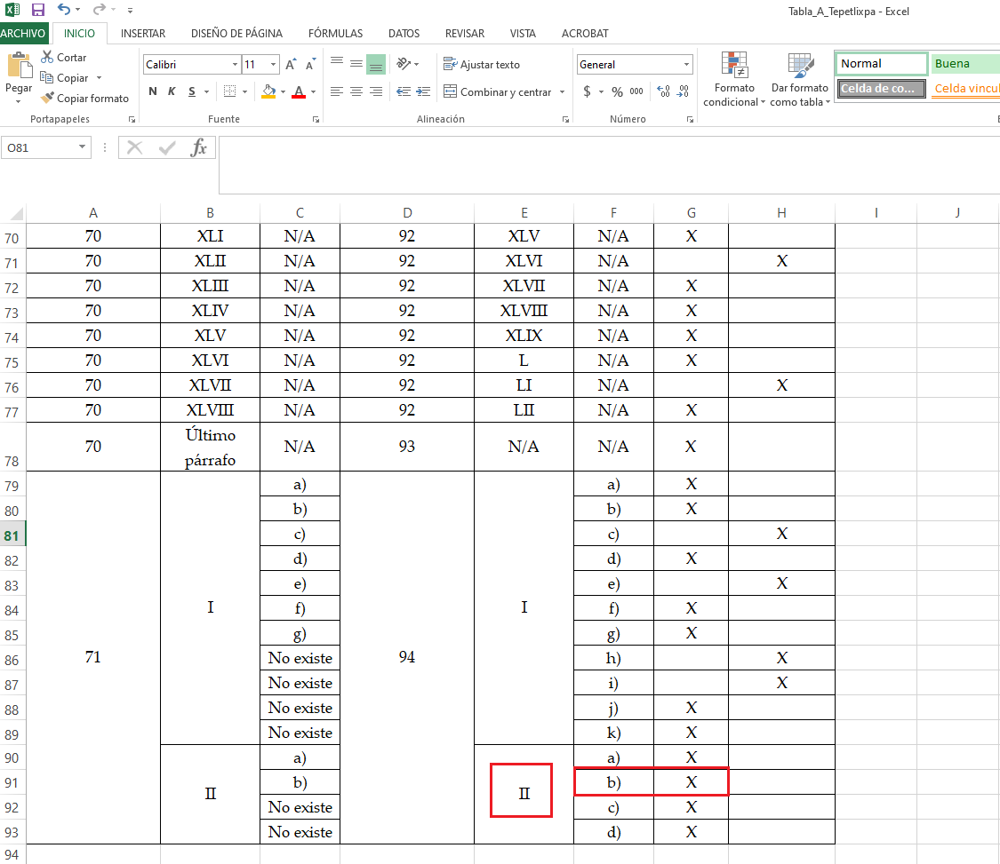 Tabla_A_Tepetlixpa - Excel
ARCHIVO INICIO INSERTAR DISEÑO DE PÁGINA FÓRMULAS DATOS REVISAR VISTA ACROBAT
Pegar
Cortar
Copiar
Copiar formato
Portapapeles
Calibri 11
N K S
Fuente
Ajustar texto
Combinar y centrar
Alineación
General
$ % 000
Número
Formato condicional
Dar formato como tabla
Normal Buena
Celda de co... Celda vincul
O81
fx
A B C D E F G H I J
70 70 XLI N/A 92 XLV N/A X
71 70 XLII N/A 92 XLVI N/A X
72 70 XLIII N/A 92 XLVII N/A X
73 70 XLIV N/A 92 XLVIII N/A X
74 70 XLV N/A 92 XLIX N/A X
75 70 XLVI N/A 92 L N/A X
76 70 XLVII N/A 92 LI N/A X
77 70 XLVIII N/A 92 LII N/A X
78 70 Último párrafo N/A 93 N/A N/A X
79 a) a) X
80 b) b) X
81 c) c) X
82 d) d) X
83 e) e) X
84 I f) I f) X
85 g) g) X
86 71 No existe 94 h) X
87 No existe i) X
88 No existe j) X
89 No existe k) X
90 a) a) X
91 II b) II b) X
92 No existe c) X
93 No existe d) X
94